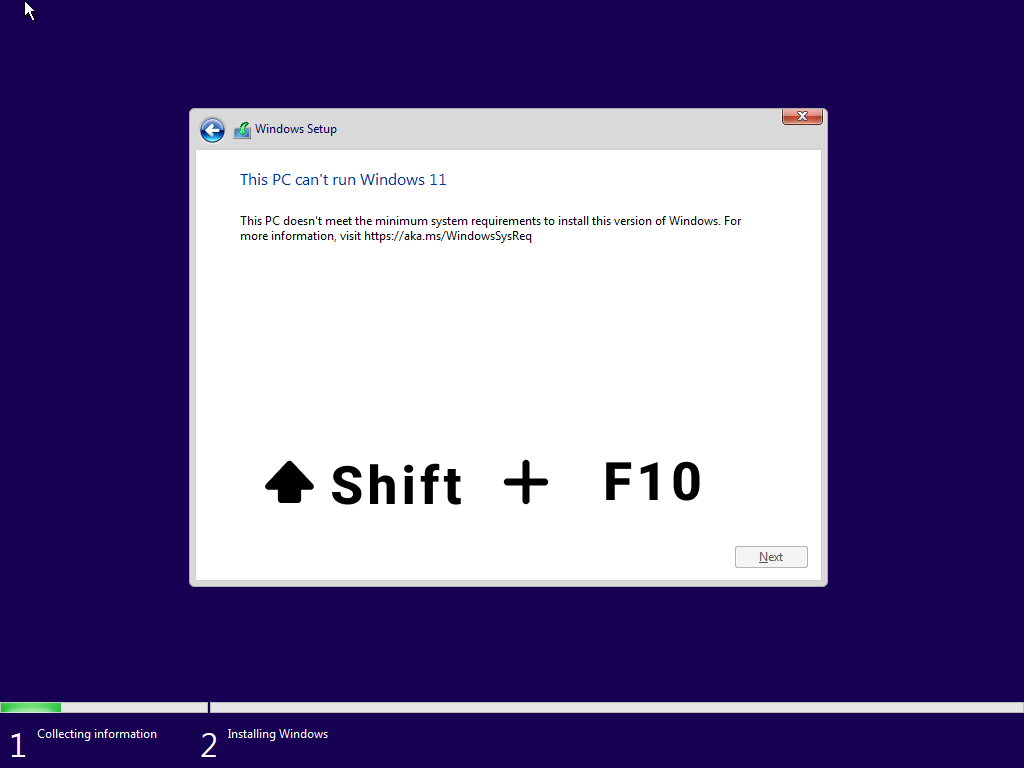 Windows Setup
This PC can't run Windows 11
This PC doesn't meet the minimum system requirements to install this version of Windows. For
more information, visit https://aka.ms/WindowsSysReq
Shift + F10
Next
1 Collecting information 2 Installing Windows